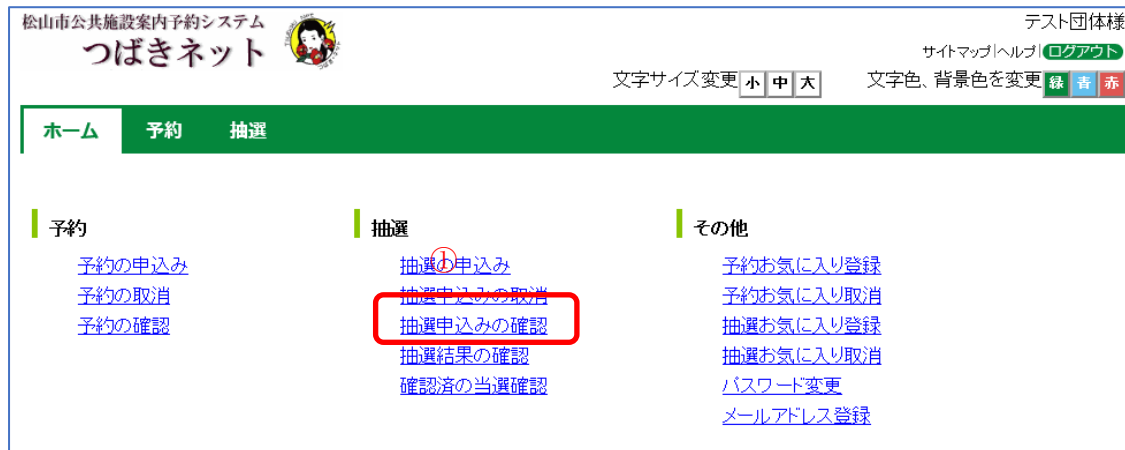 松山市公共施設案内予約システム
つばきネット
テスト団体様
サイトマップ|ヘルプ|ログアウト
文字サイズ変更 小 中 大 文字色、背景色を変更 緑 青 赤
ホーム 予約 抽選
予約
予約の申込み
予約の取消
予約の確認
抽選
①
抽選の申込み
抽選申込みの取消
抽選申込みの確認
抽選結果の確認
確認済の当選確認
その他
予約お気に入り登録
予約お気に入り取消
抽選お気に入り登録
抽選お気に入り取消
パスワード変更
メールアドレス登録